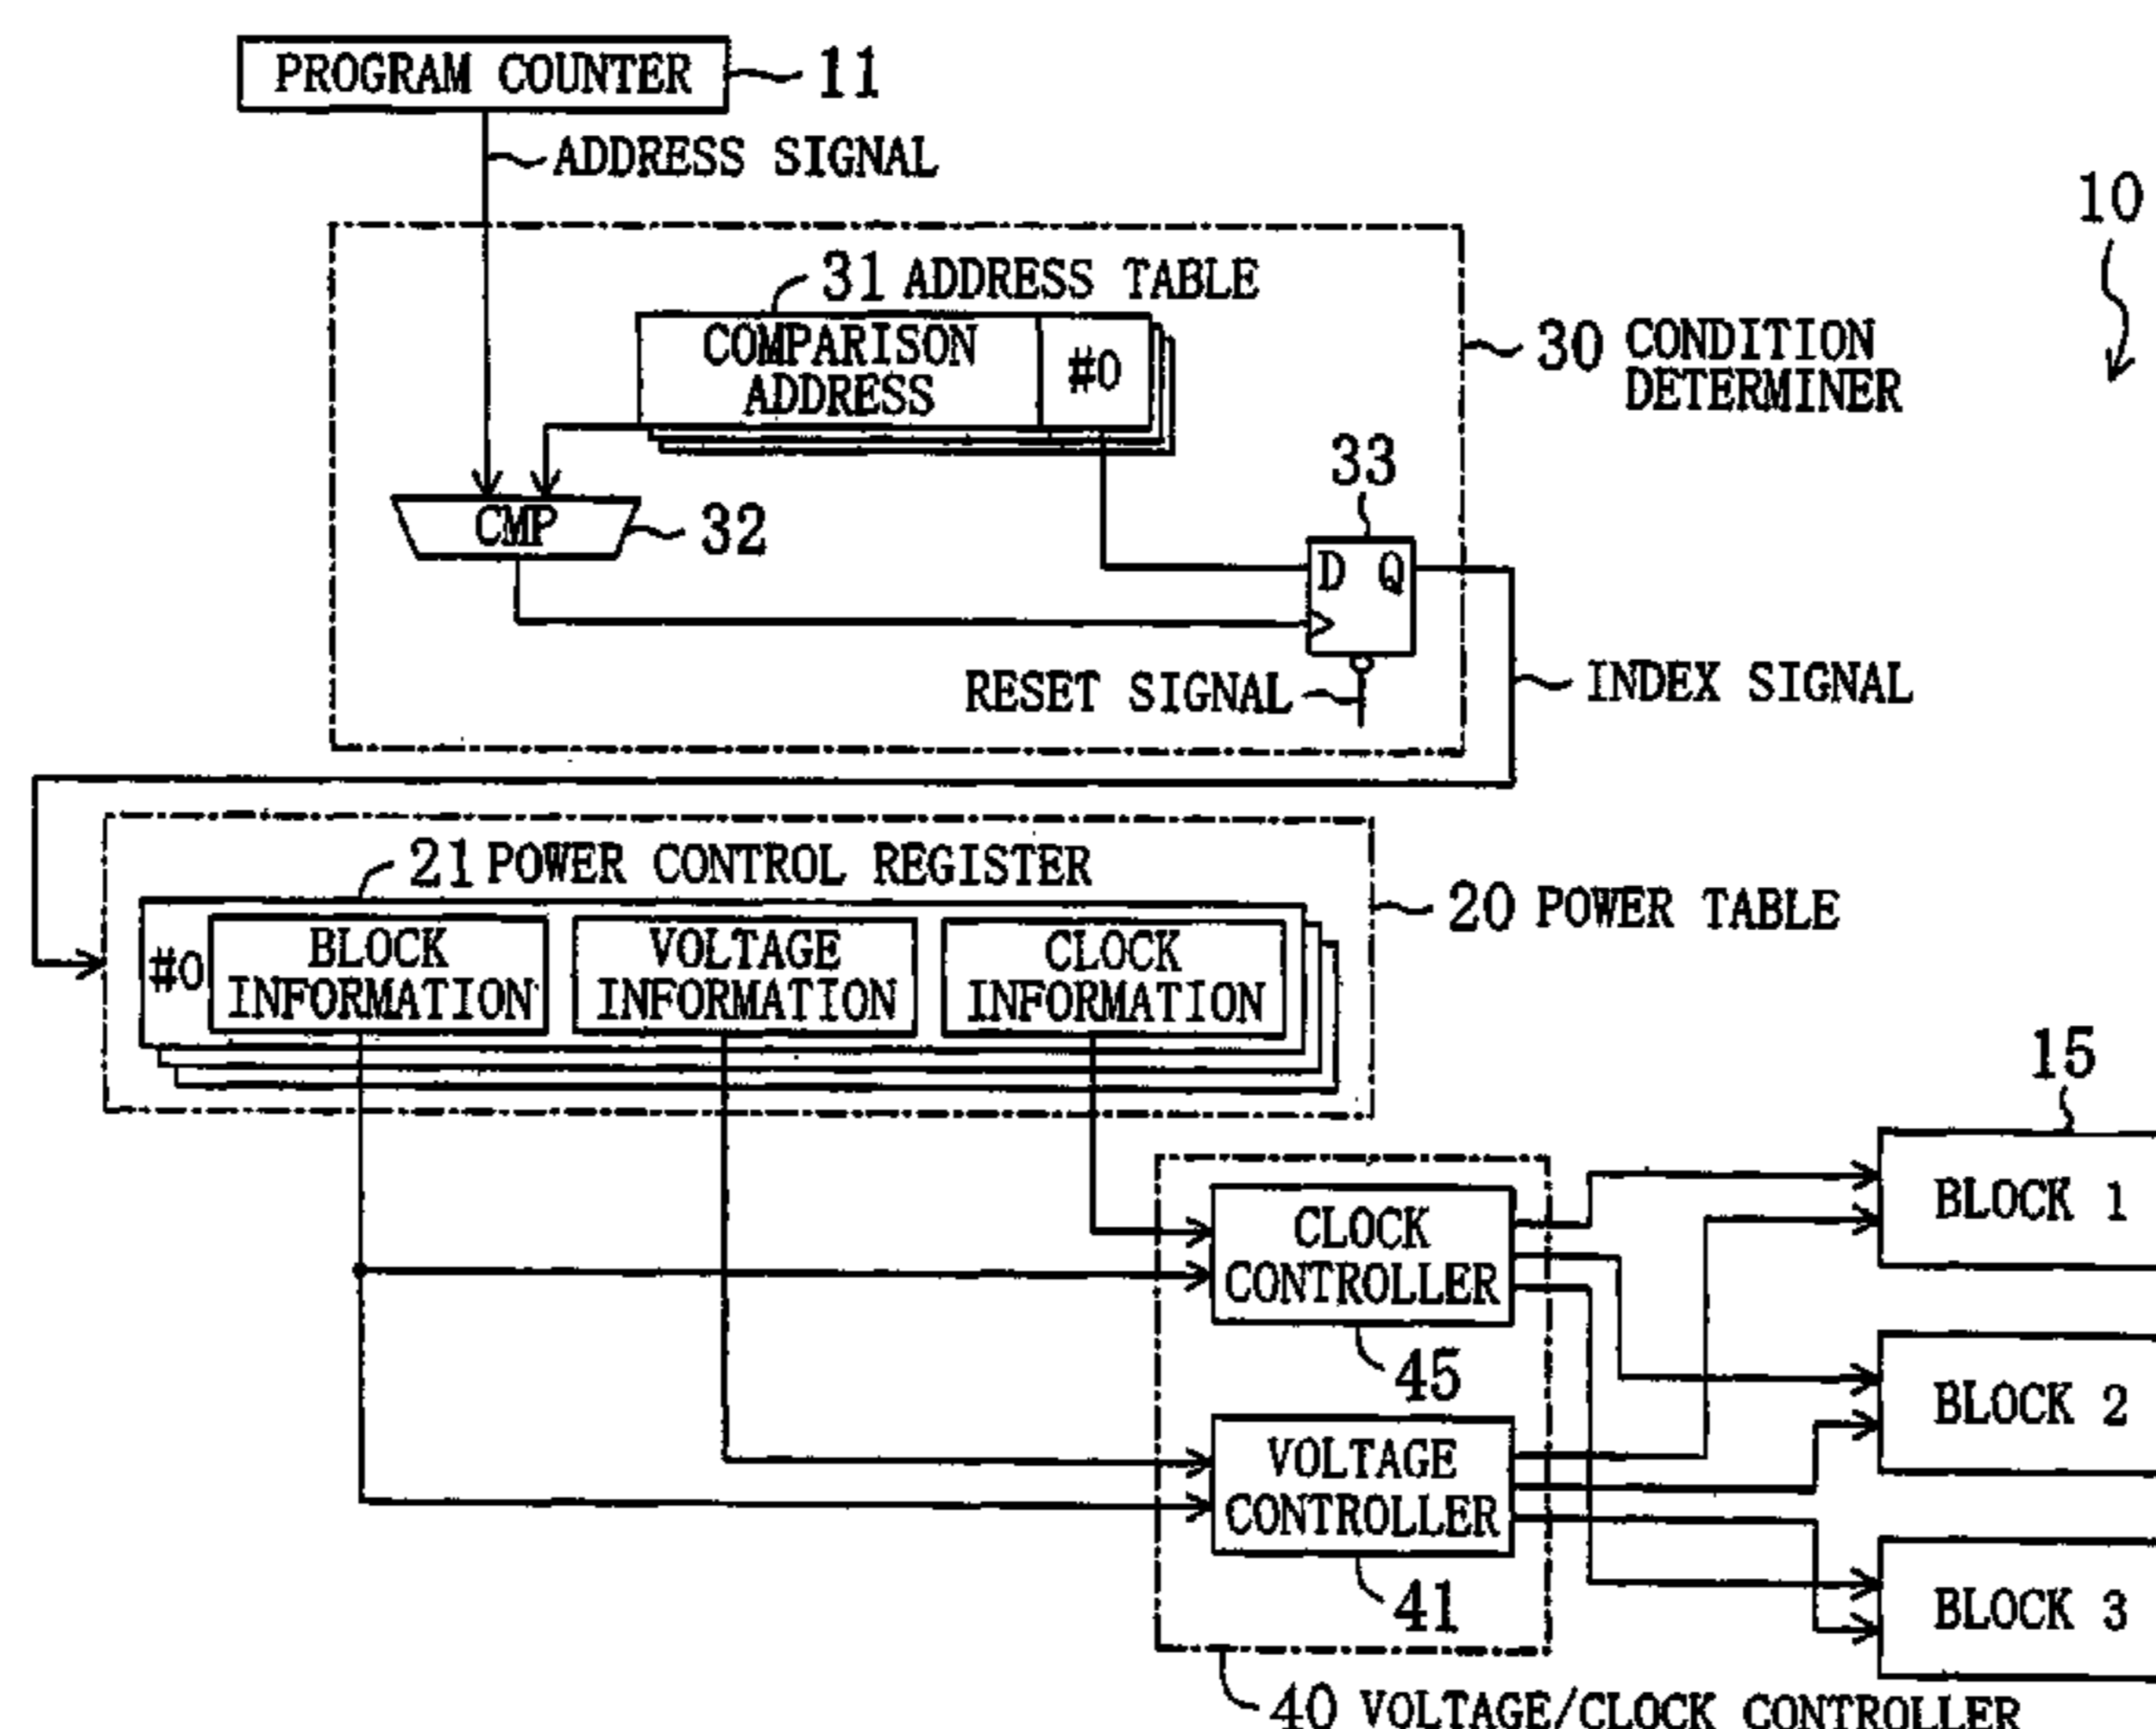 PROGRAM COUNTER
11
ADDRESS SIGNAL
10
31 ADDRESS TABLE
COMPARISON
ADDRESS
#0
30 CONDITION
DETERMINER
33
CMP
32
D Q
RESET SIGNAL
INDEX SIGNAL
21 POWER CONTROL REGISTER
20 POWER TABLE
#0
BLOCK
INFORMATION
VOLTAGE
INFORMATION
CLOCK
INFORMATION
15
BLOCK 1
CLOCK
CONTROLLER
45
BLOCK 2
VOLTAGE
CONTROLLER
41
BLOCK 3
40 VOLTAGE/CLOCK CONTROLLER